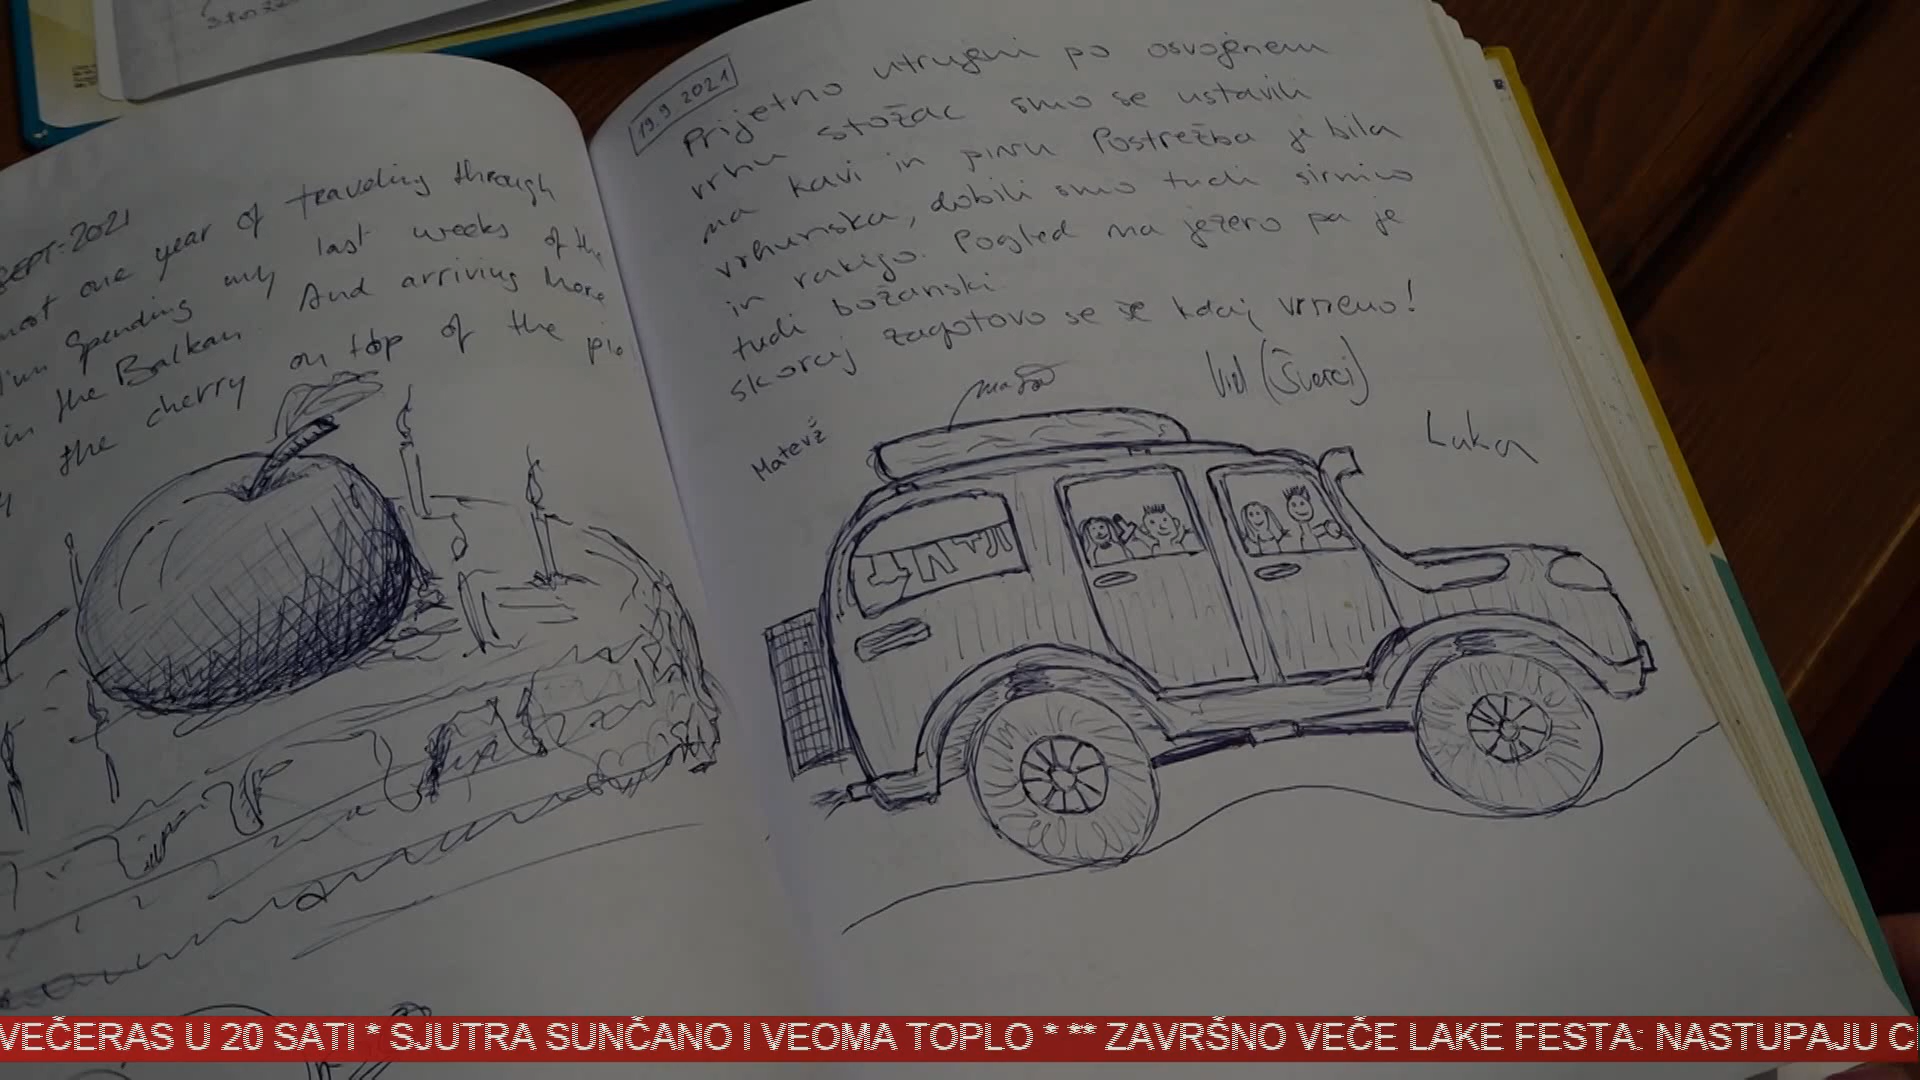 SEPT. 2021
one year of traveling through
I'm spending my last weeks of the
in the Balkan. And arriving here
the cherry on top of the pie
19.9.2021
Prijetno utrujeni po osvojenem
vrhu stožac smo se ustavili
na kavi in pivu Postrežba je bila
vrhunska, dobili smo tudi sirnico
in rakijo. Pogled na jezero pa je
tudi božanski.
skoraj zagotovo se še kdaj vrnemo!
Vid
Luka
Matevž
VEČERAS U 20 SATI * SJUTRA SUNČANO I VEOMA TOPLO * ** ZAVRŠNO VEČE LAKE FESTA: NASTUPAJU